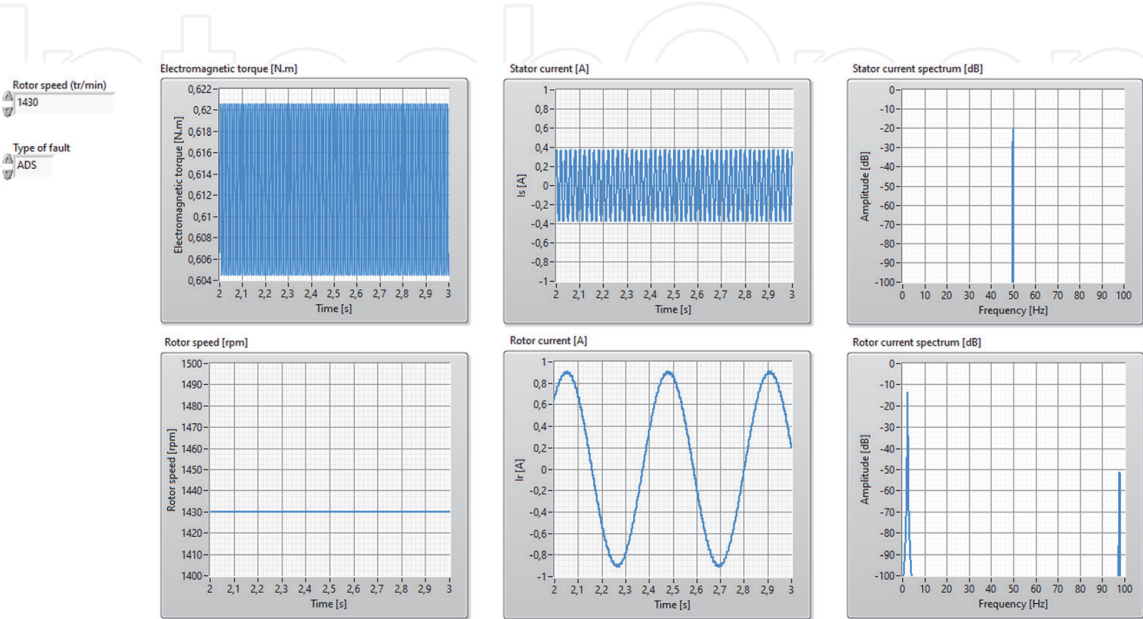 IntechOpen
Rotor speed (tr/min)
1430
Type of fault
ADS
Electromagnetic torque [N.m]
Electromagnetic torque [N.m]
0,622
0,62
0,618
0,616
0,614
0,612
0,61
0,608
0,606
0,604
2 2,1 2,2 2,3 2,4 2,5 2,6 2,7 2,8 2,9 3
Time [s]
Stator current [A]
Is [A]
1
0,8
0,6
0,4
0,2
0
-0,2
-0,4
-0,6
-0,8
-1
2 2,1 2,2 2,3 2,4 2,5 2,6 2,7 2,8 2,9 3
Time [s]
Stator current spectrum [dB]
Amplitude [dB]
0
-10
-20
-30
-40
-50
-60
-70
-80
-90
-100
0 10 20 30 40 50 60 70 80 90 100
Frequency [Hz]
Rotor speed [rpm]
Rotor speed [rpm]
1500
1490
1480
1470
1460
1450
1440
1430
1420
1410
1400
2 2,1 2,2 2,3 2,4 2,5 2,6 2,7 2,8 2,9 3
Time [s]
Rotor current [A]
Ir [A]
1
0,8
0,6
0,4
0,2
0
-0,2
-0,4
-0,6
-0,8
-1
2 2,1 2,2 2,3 2,4 2,5 2,6 2,7 2,8 2,9 3
Time [s]
Rotor current spectrum [dB]
Amplitude [dB]
0
-10
-20
-30
-40
-50
-60
-70
-80
-90
-100
0 10 20 30 40 50 60 70 80 90 100
Frequency [Hz]